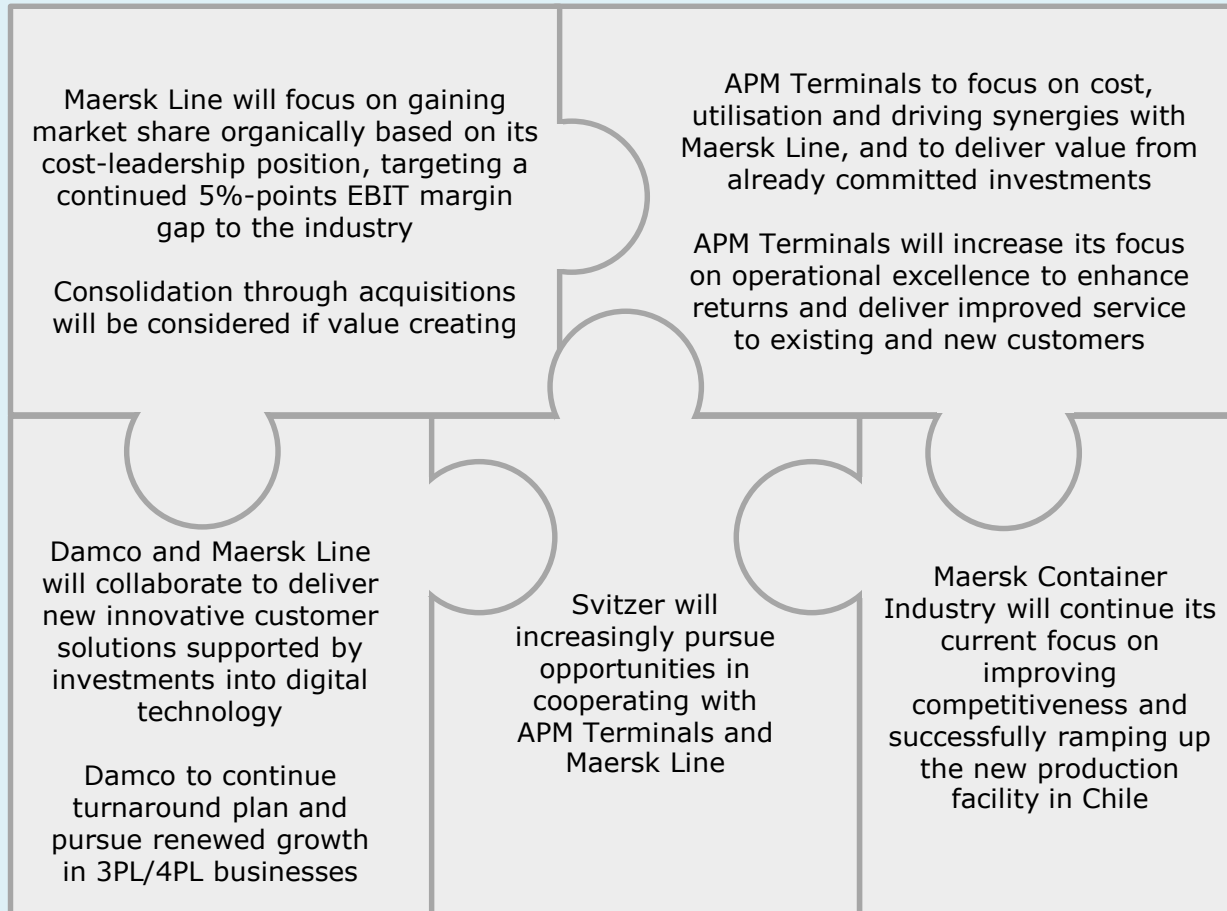 Maersk Line will focus on gaining
market share organically based on its
cost-leadership position, targeting a
continued 5%-points EBIT margin
gap to the industry
Consolidation through acquisitions
will be considered if value creating
APM Terminals to focus on cost,
utilisation and driving synergies with
Maersk Line, and to deliver value from
already committed investments
APM Terminals will increase its focus
on operational excellence to enhance
returns and deliver improved service
to existing and new customers
Damco and Maersk Line
will collaborate to deliver
new innovative customer
solutions supported by
investments into digital
technology
Damco to continue
turnaround plan and
pursue renewed growth
in 3PL/4PL businesses
Svitzer will
increasingly pursue
opportunities in
cooperating with
APM Terminals and
Maersk Line
Maersk Container
Industry will continue its
current focus on
improving
competitiveness and
successfully ramping up
the new production
facility in Chile